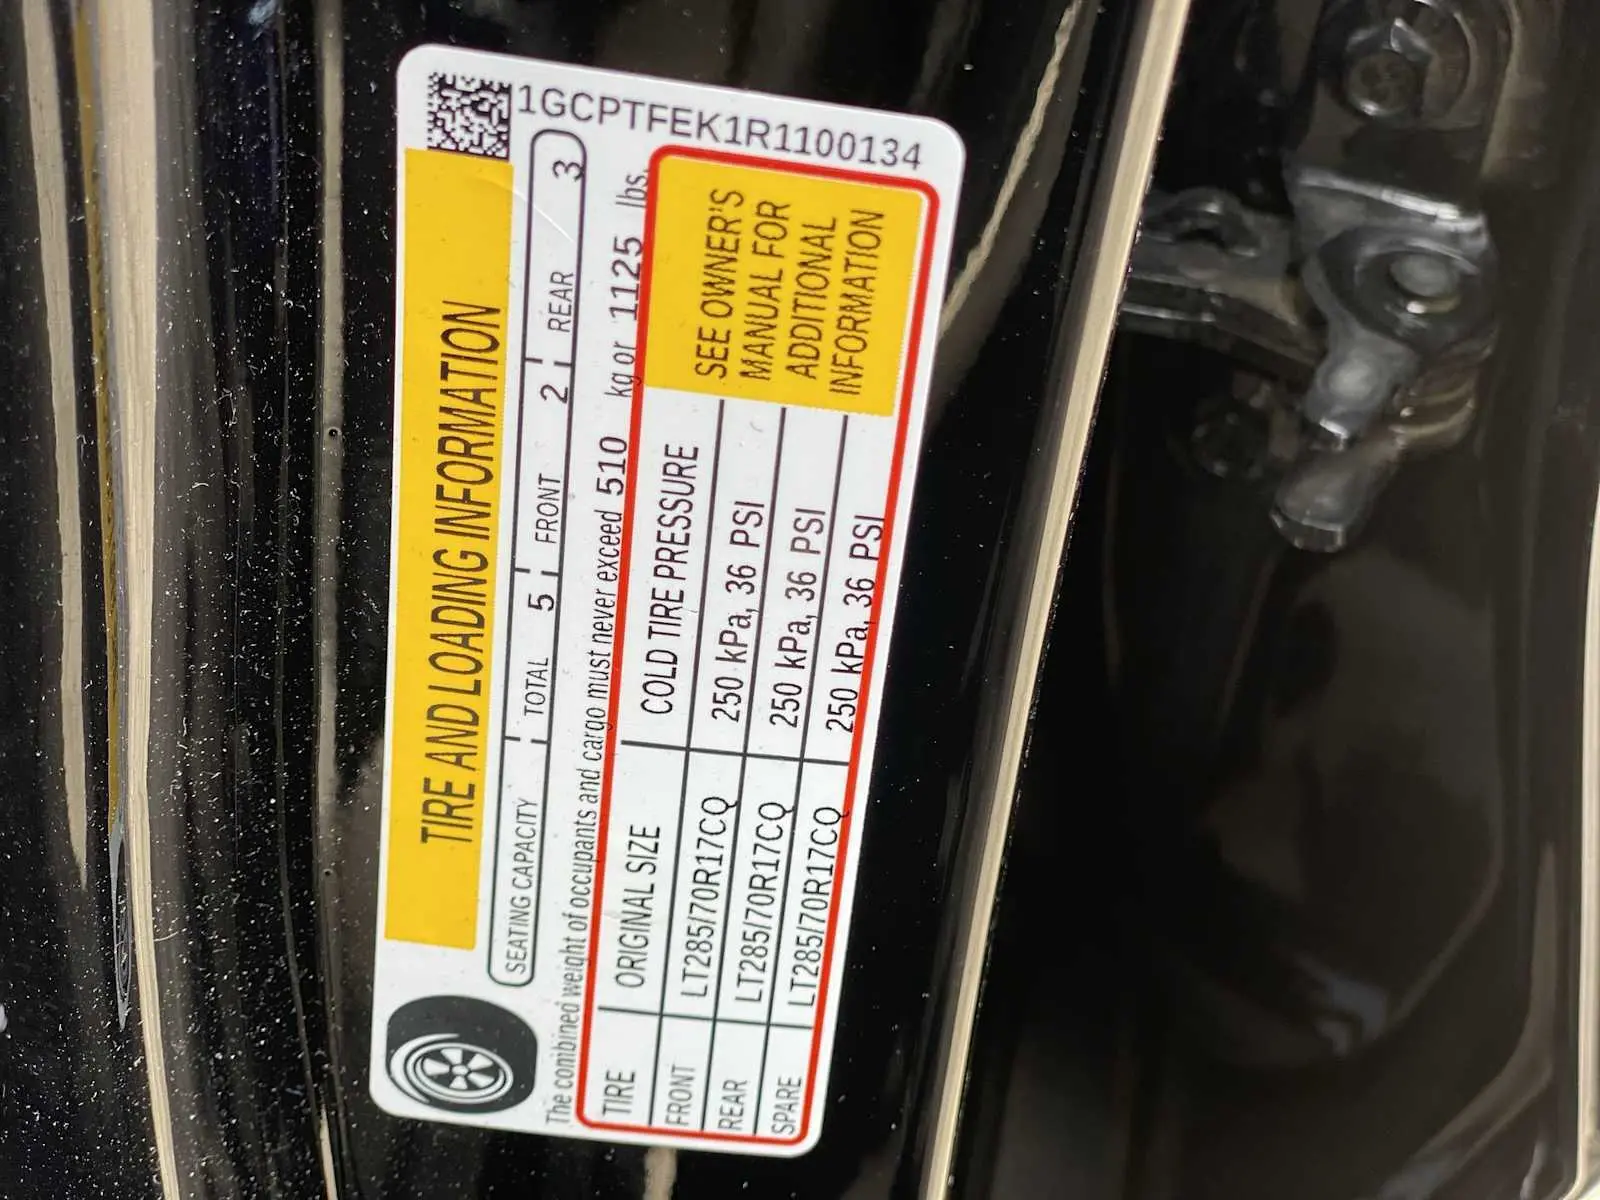 1GCPTFEK1R1100134
TIRE AND LOADING INFORMATION
SEATING CAPACITY TOTAL 5 FRONT 2 REAR 3
The combined weight of occupants and cargo must never exceed 510 kg or 1125 lbs.
TIRE ORIGINAL SIZE COLD TIRE PRESSURE
FRONT LT285/70R17CQ 250 kPa, 36 PSI
REAR LT285/70R17CQ 250 kPa, 36 PSI
SPARE LT285/70R17CQ 250 kPa, 36 PSI
SEE OWNER'S
MANUAL FOR
ADDITIONAL
INFORMATION